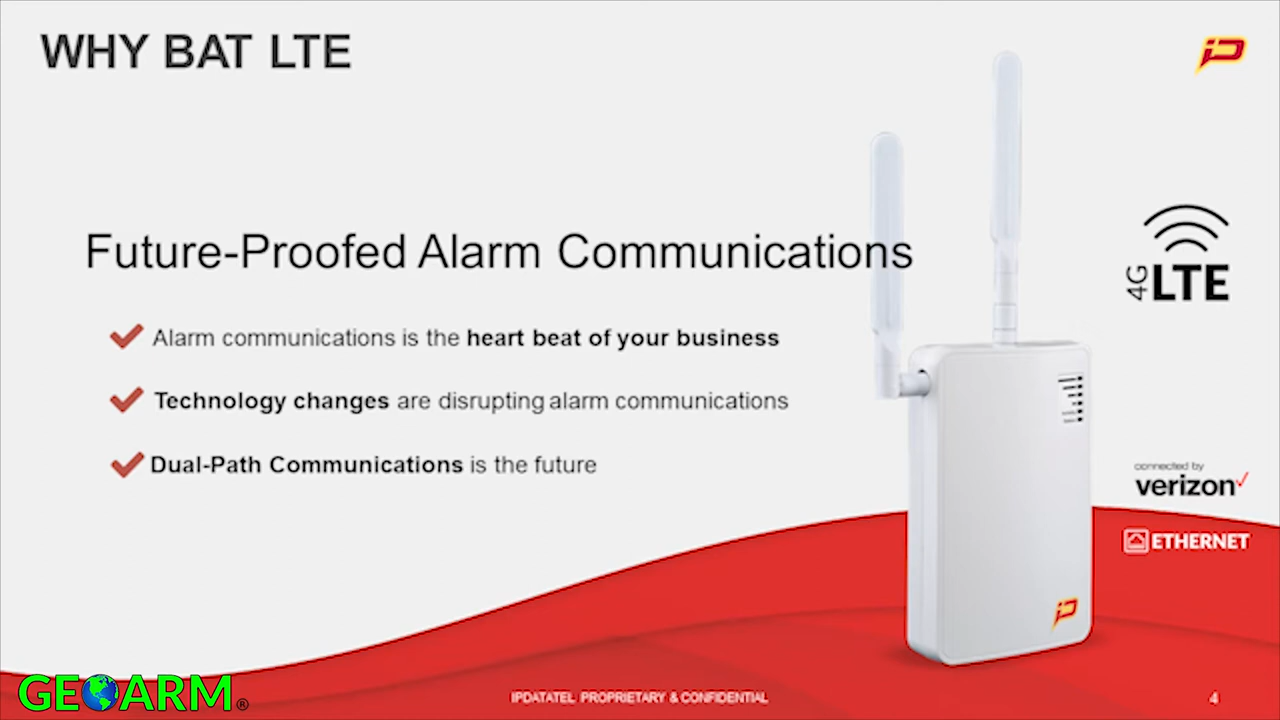 WHY BAT LTE
iD
Future-Proofed Alarm Communications
4G LTE
Alarm communications is the heart beat of your business
Technology changes are disrupting alarm communications
Dual-Path Communications is the future
connected by
verizon
ETHERNET
iD
GEOARM®
IPDATATEL PROPRIETARY & CONFIDENTIAL
4